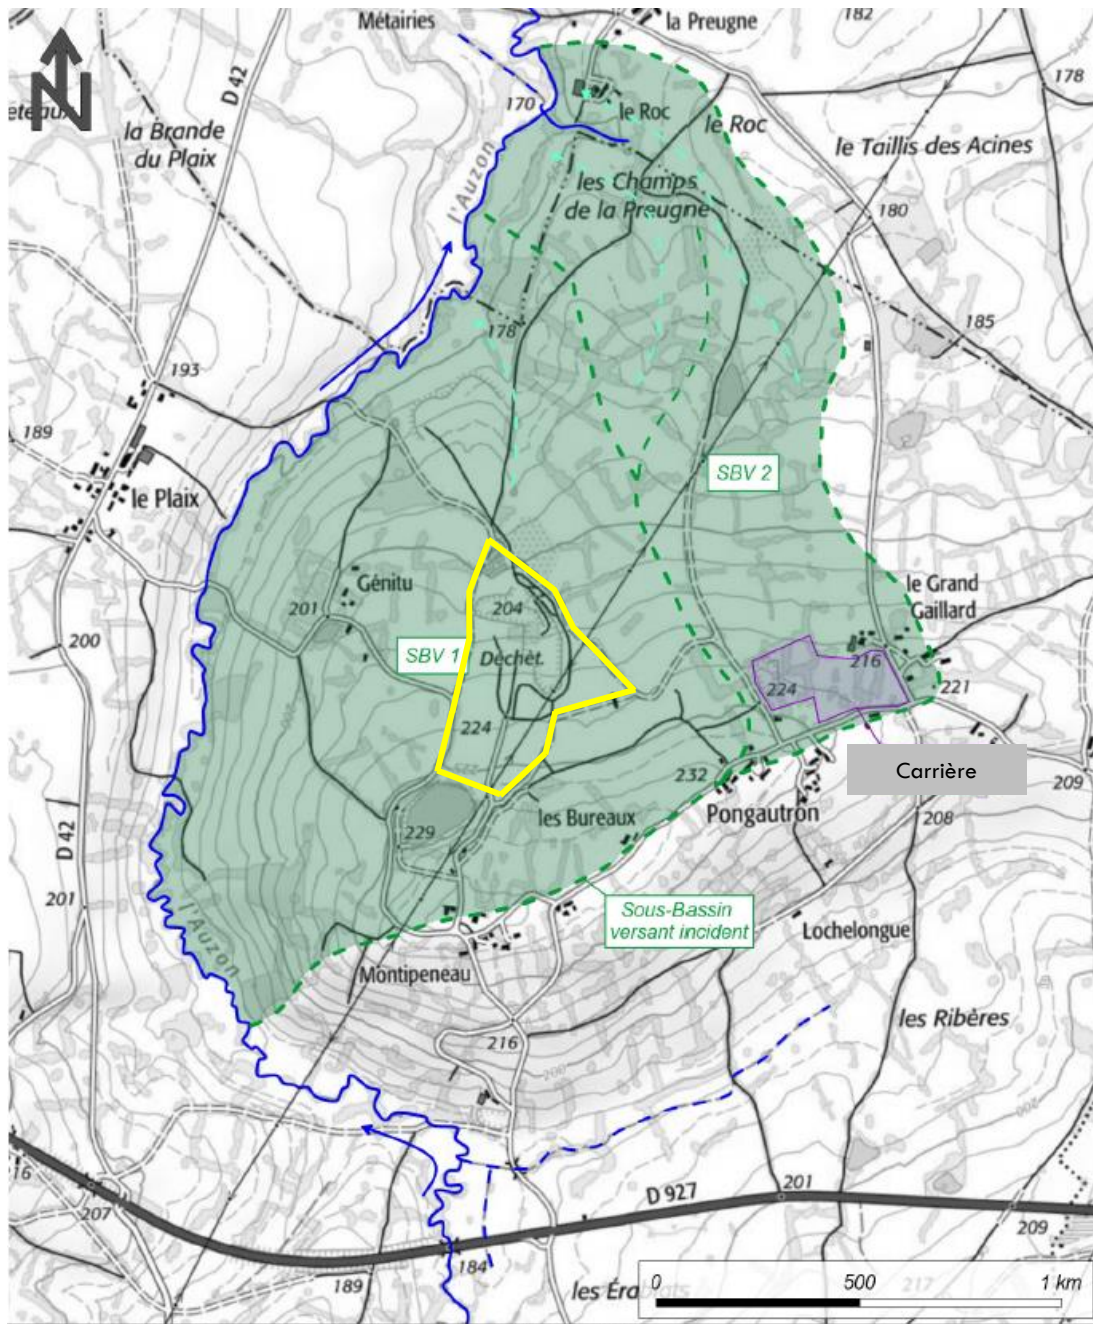 Métairies
la Preugne
182
N
D 42
178
170
le Roc
le Roc
la Brande
du Plaix
le Taillis des Acines
l'Auzon
les Champs
de la Preugne
180
178
185
193
189
le Plaix
SBV 2
Génitu
204
201
le Grand
Gaillard
200
SBV 1
Déchèt.
216
224
221
224
232
Carrière
209
les Bureaux
Pongautron
208
229
D 42
201
Sous-Bassin
versant incident
l'Auzon
Lochelongue
Montipeneau
les Ribères
216
200
200
D 927
201
207
209
184
189
217
0 500 1 km